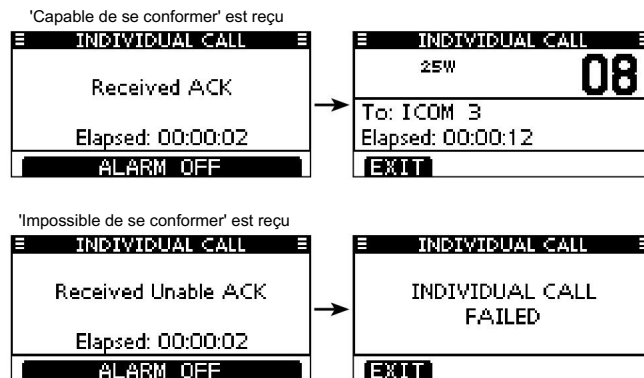 'Capable de se conformer' est reçu
INDIVIDUAL CALL
Received ACK
Elapsed: 00:00:02
ALARM OFF
INDIVIDUAL CALL
25W
08
To: ICOM 3
Elapsed: 00:00:12
EXIT
'Impossible de se conformer' est reçu
INDIVIDUAL CALL
Received Unable ACK
Elapsed: 00:00:02
ALARM OFF
INDIVIDUAL CALL
INDIVIDUAL CALL
FAILED
EXIT